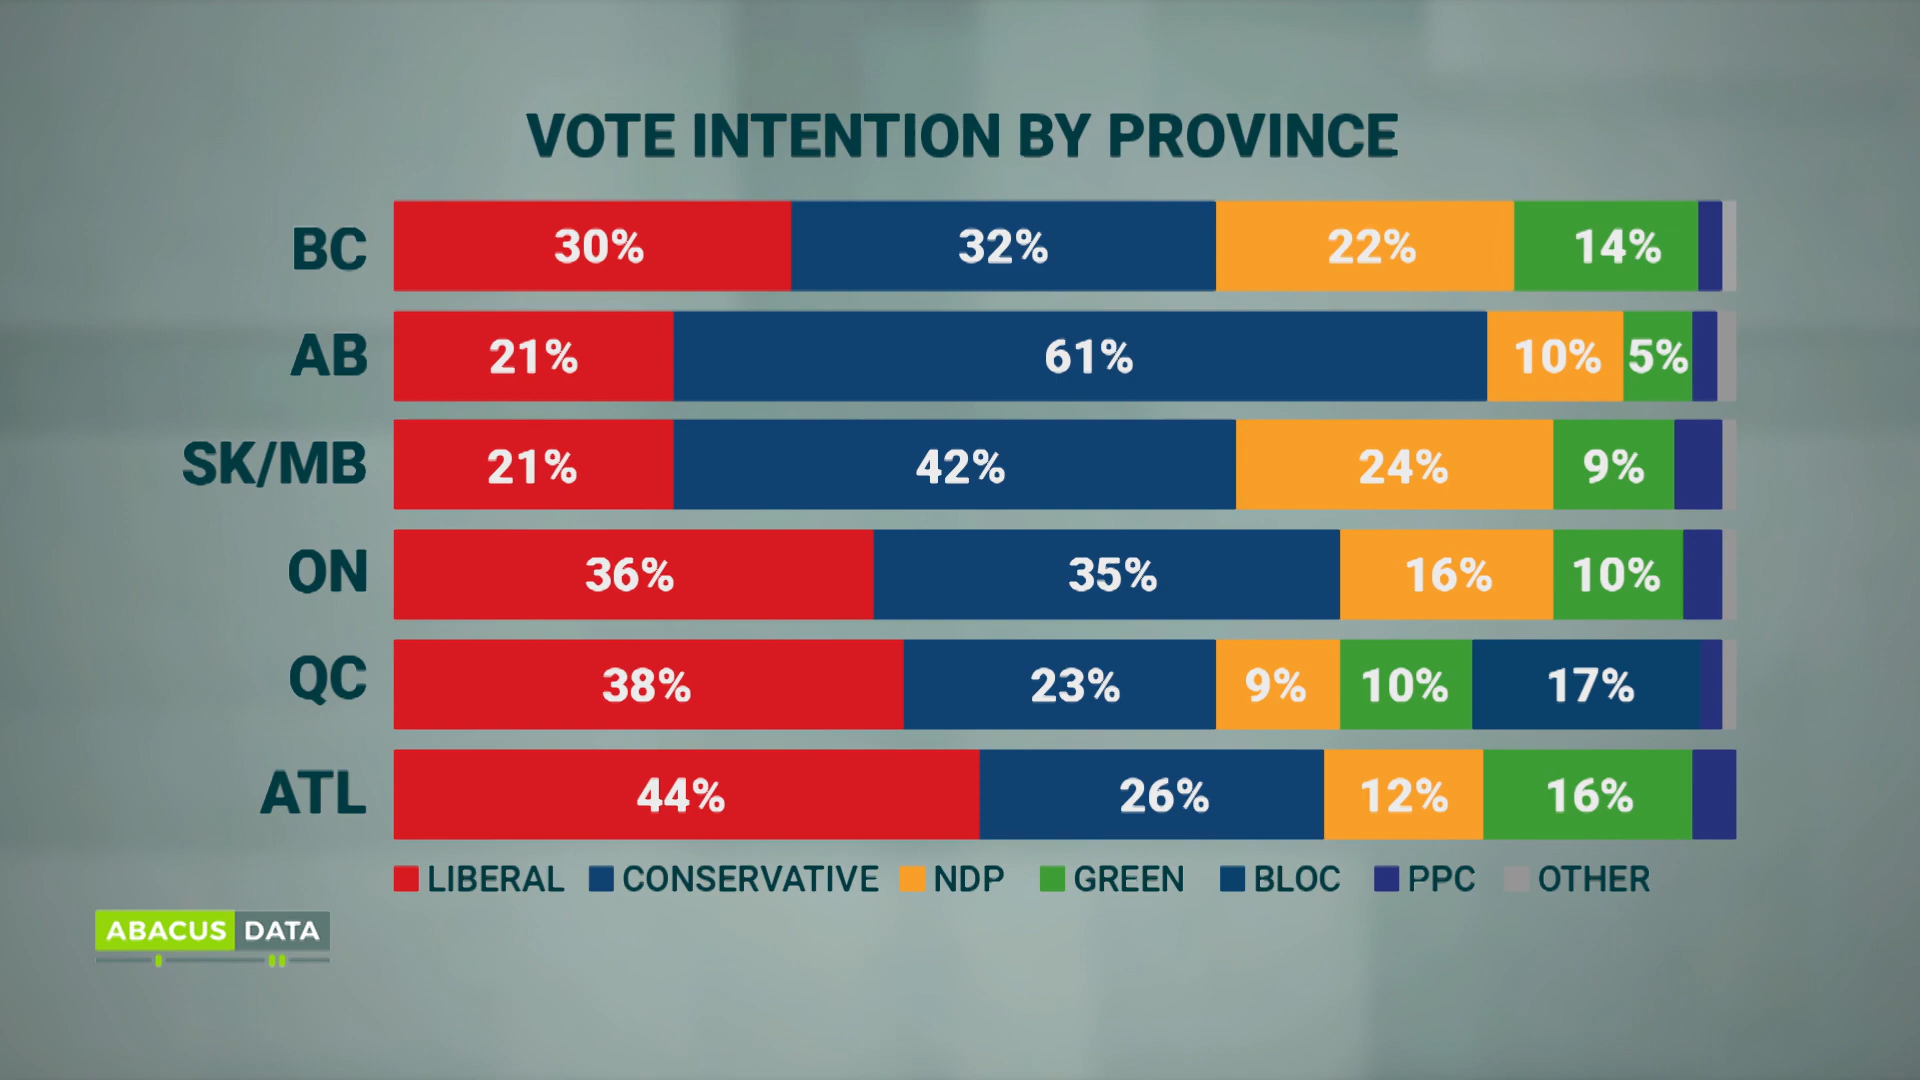 VOTE INTENTION BY PROVINCE
BC 30% 32% 22% 14%
AB 21% 61% 10% 5%
SK/MB 21% 42% 24% 9%
ON 36% 35% 16% 10%
QC 38% 23% 9% 10% 17%
ATL 44% 26% 12% 16%
LIBERAL CONSERVATIVE NDP GREEN BLOC PPC OTHER
ABACUS DATA